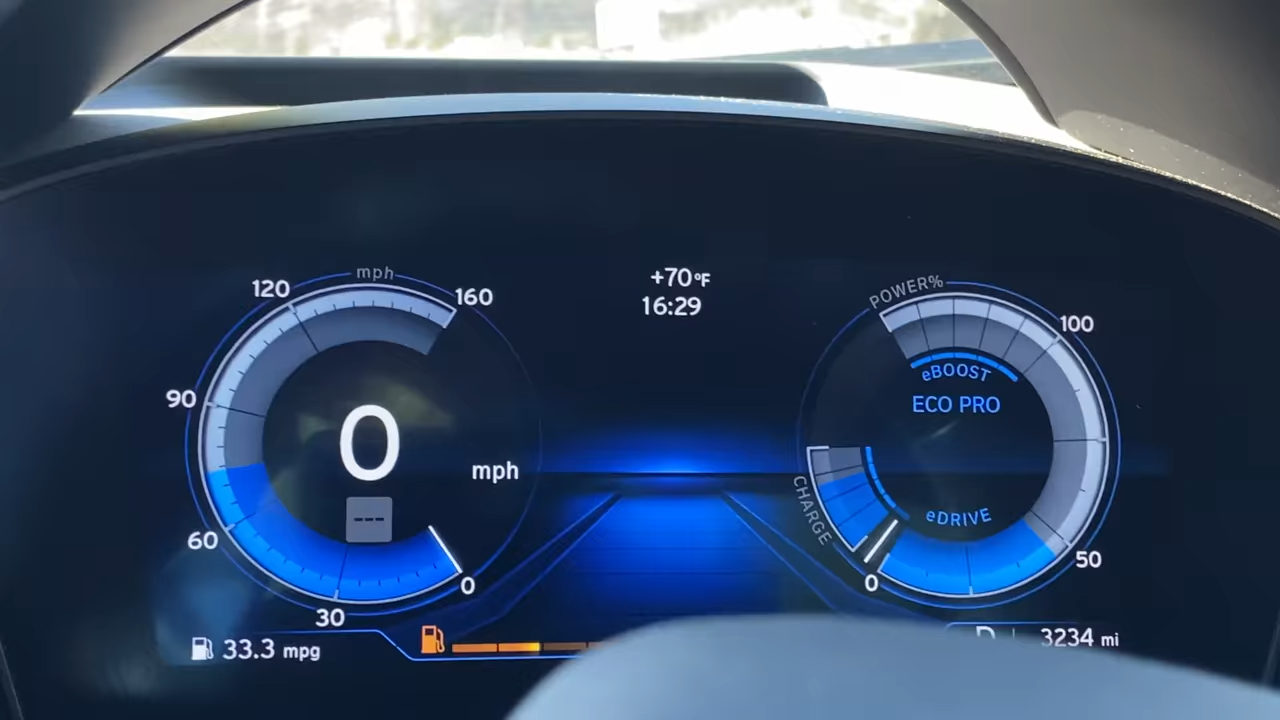 +70°F
16:29
mph
120
160
90
60
30
0
0
mph
---
POWER%
100
eBOOST
ECO PRO
CHARGE
eDRIVE
0
50
33.3 mpg
3234 mi